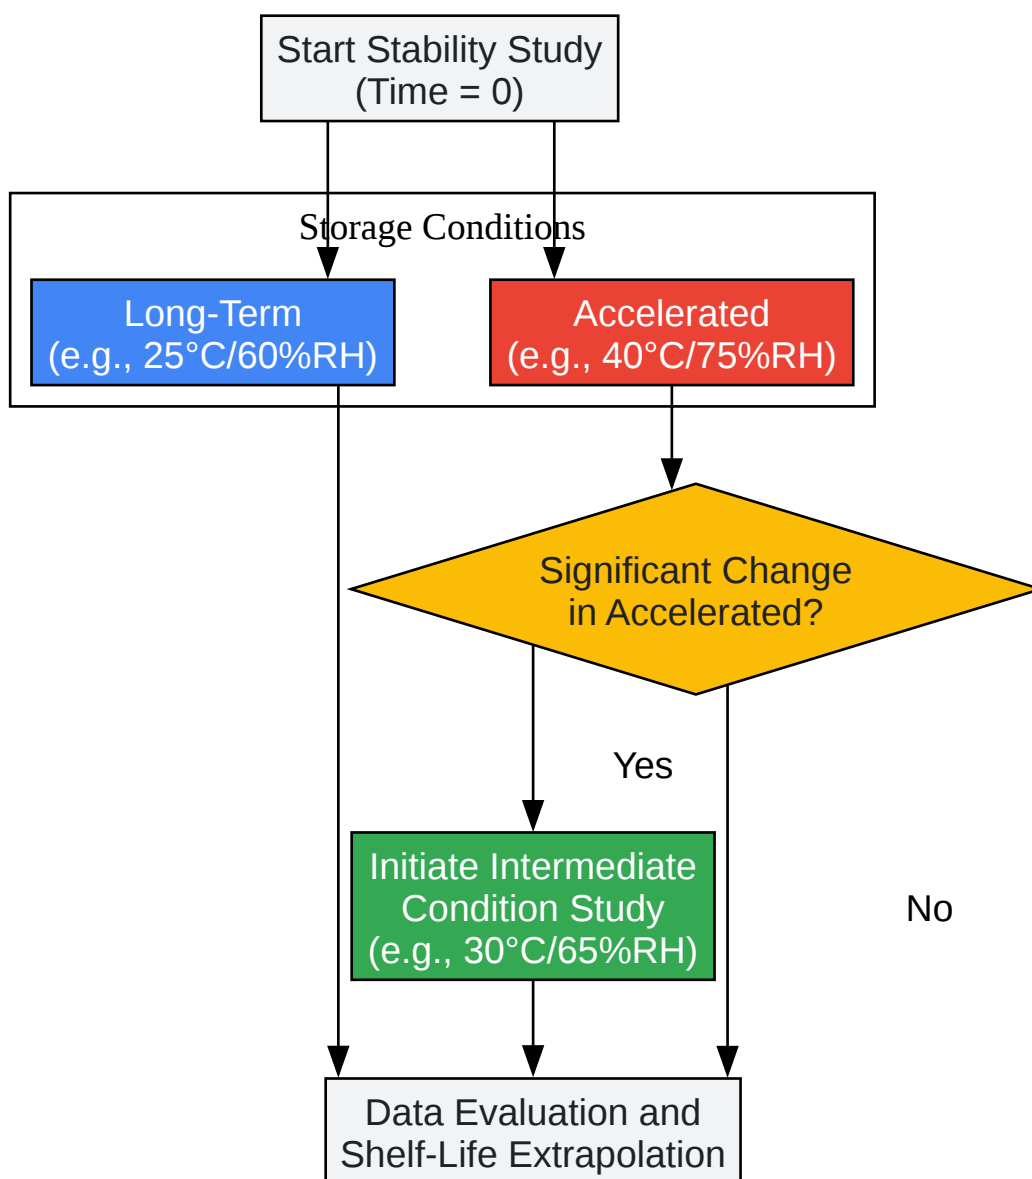 Start Stability Study
(Time = 0)
Storage Conditions
Long-Term
(e.g., 25°C/60%RH)
Accelerated
(e.g., 40°C/75%RH)
Significant Change
in Accelerated?
Yes
Initiate Intermediate
Condition Study
(e.g., 30°C/65%RH)
No
Data Evaluation and
Shelf-Life Extrapolation